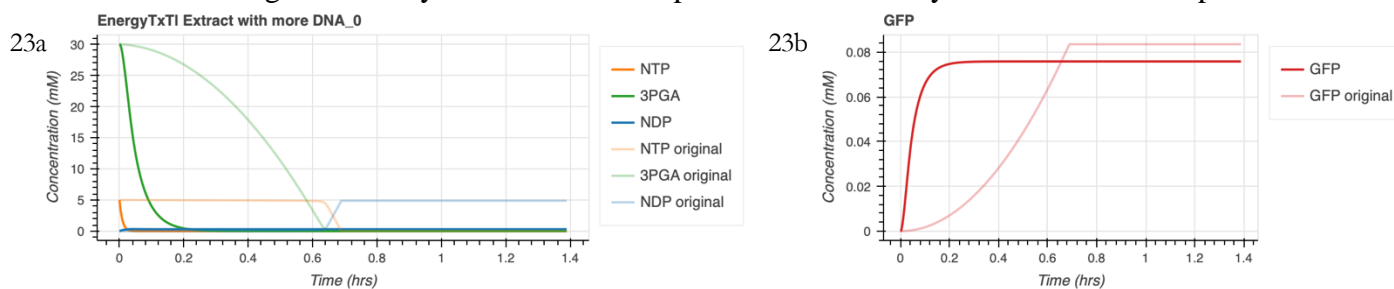 EnergyTxTl Extract with more DNA_0
23a
Concentration (mM)
30
25
20
15
10
5
0
0
0.2
0.4
0.6
0.8
1
1.2
1.4
Time (hrs)
NTP
3PGA
NDP
NTP original
3PGA original
NDP original
GFP
23b
Concentration (mM)
0.08
0.06
0.04
0.02
0
0
0.2
0.4
0.6
0.8
1
1.2
1.4
Time (hrs)
GFP
GFP original